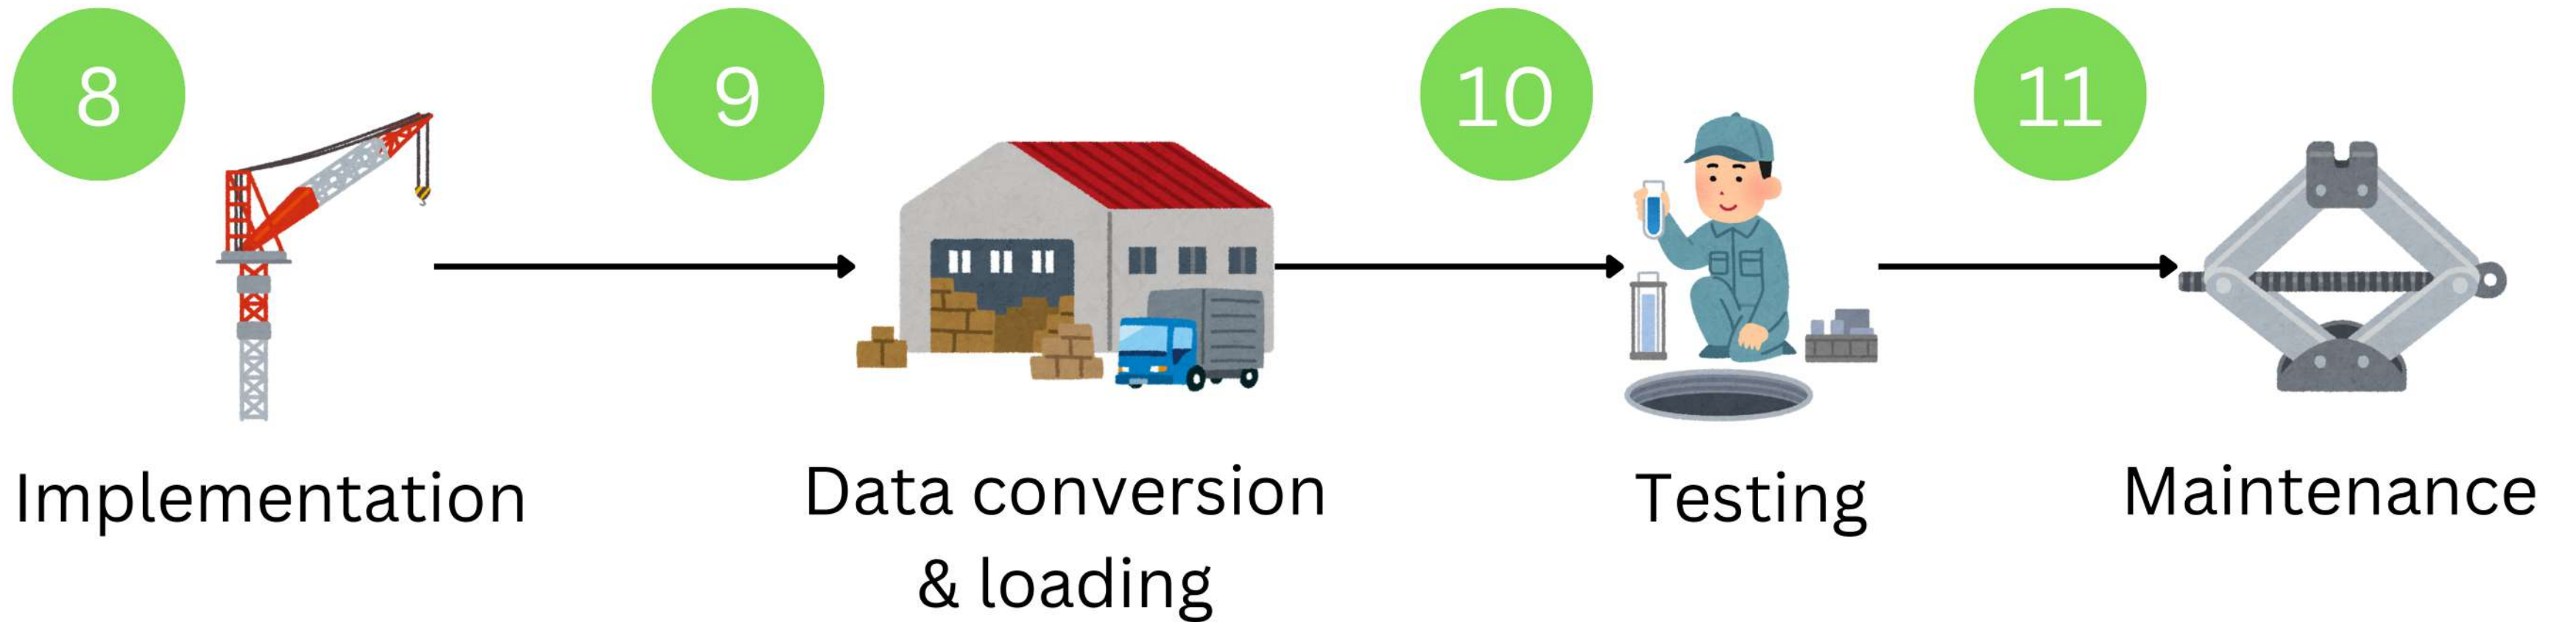 8
9
10
11
Implementation
Data conversion
& loading
Testing
Maintenance